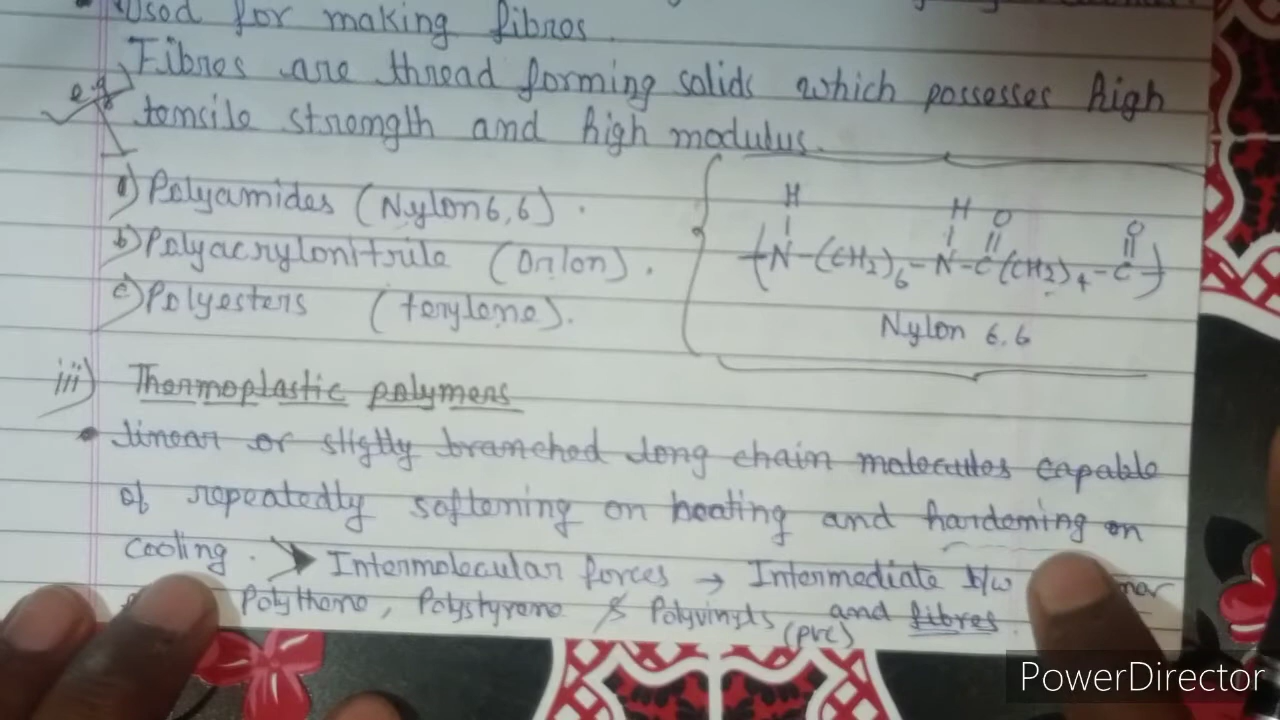 Used for making fibres.
Fibres are thread forming solids which possesses high
eg
tensile strength and high modulus.
a) Polyamides (Nylon 6,6).
b) Polyacrylonitrile (Orlon).
c) Polyesters (terylene).
H H O O
N-(CH2)6-N-C(CH2)4-C
Nylon 6.6
iii) Thermoplastic polymers
• linear or sligtly branched long chain molecules capable
of repeatedly softening on heating and hardening on
cooling. Intermolecular forces → Intermediate b/w
Polythene, Polystyrene & Polyvinyls and fibres.
(PVC)
PowerDirector